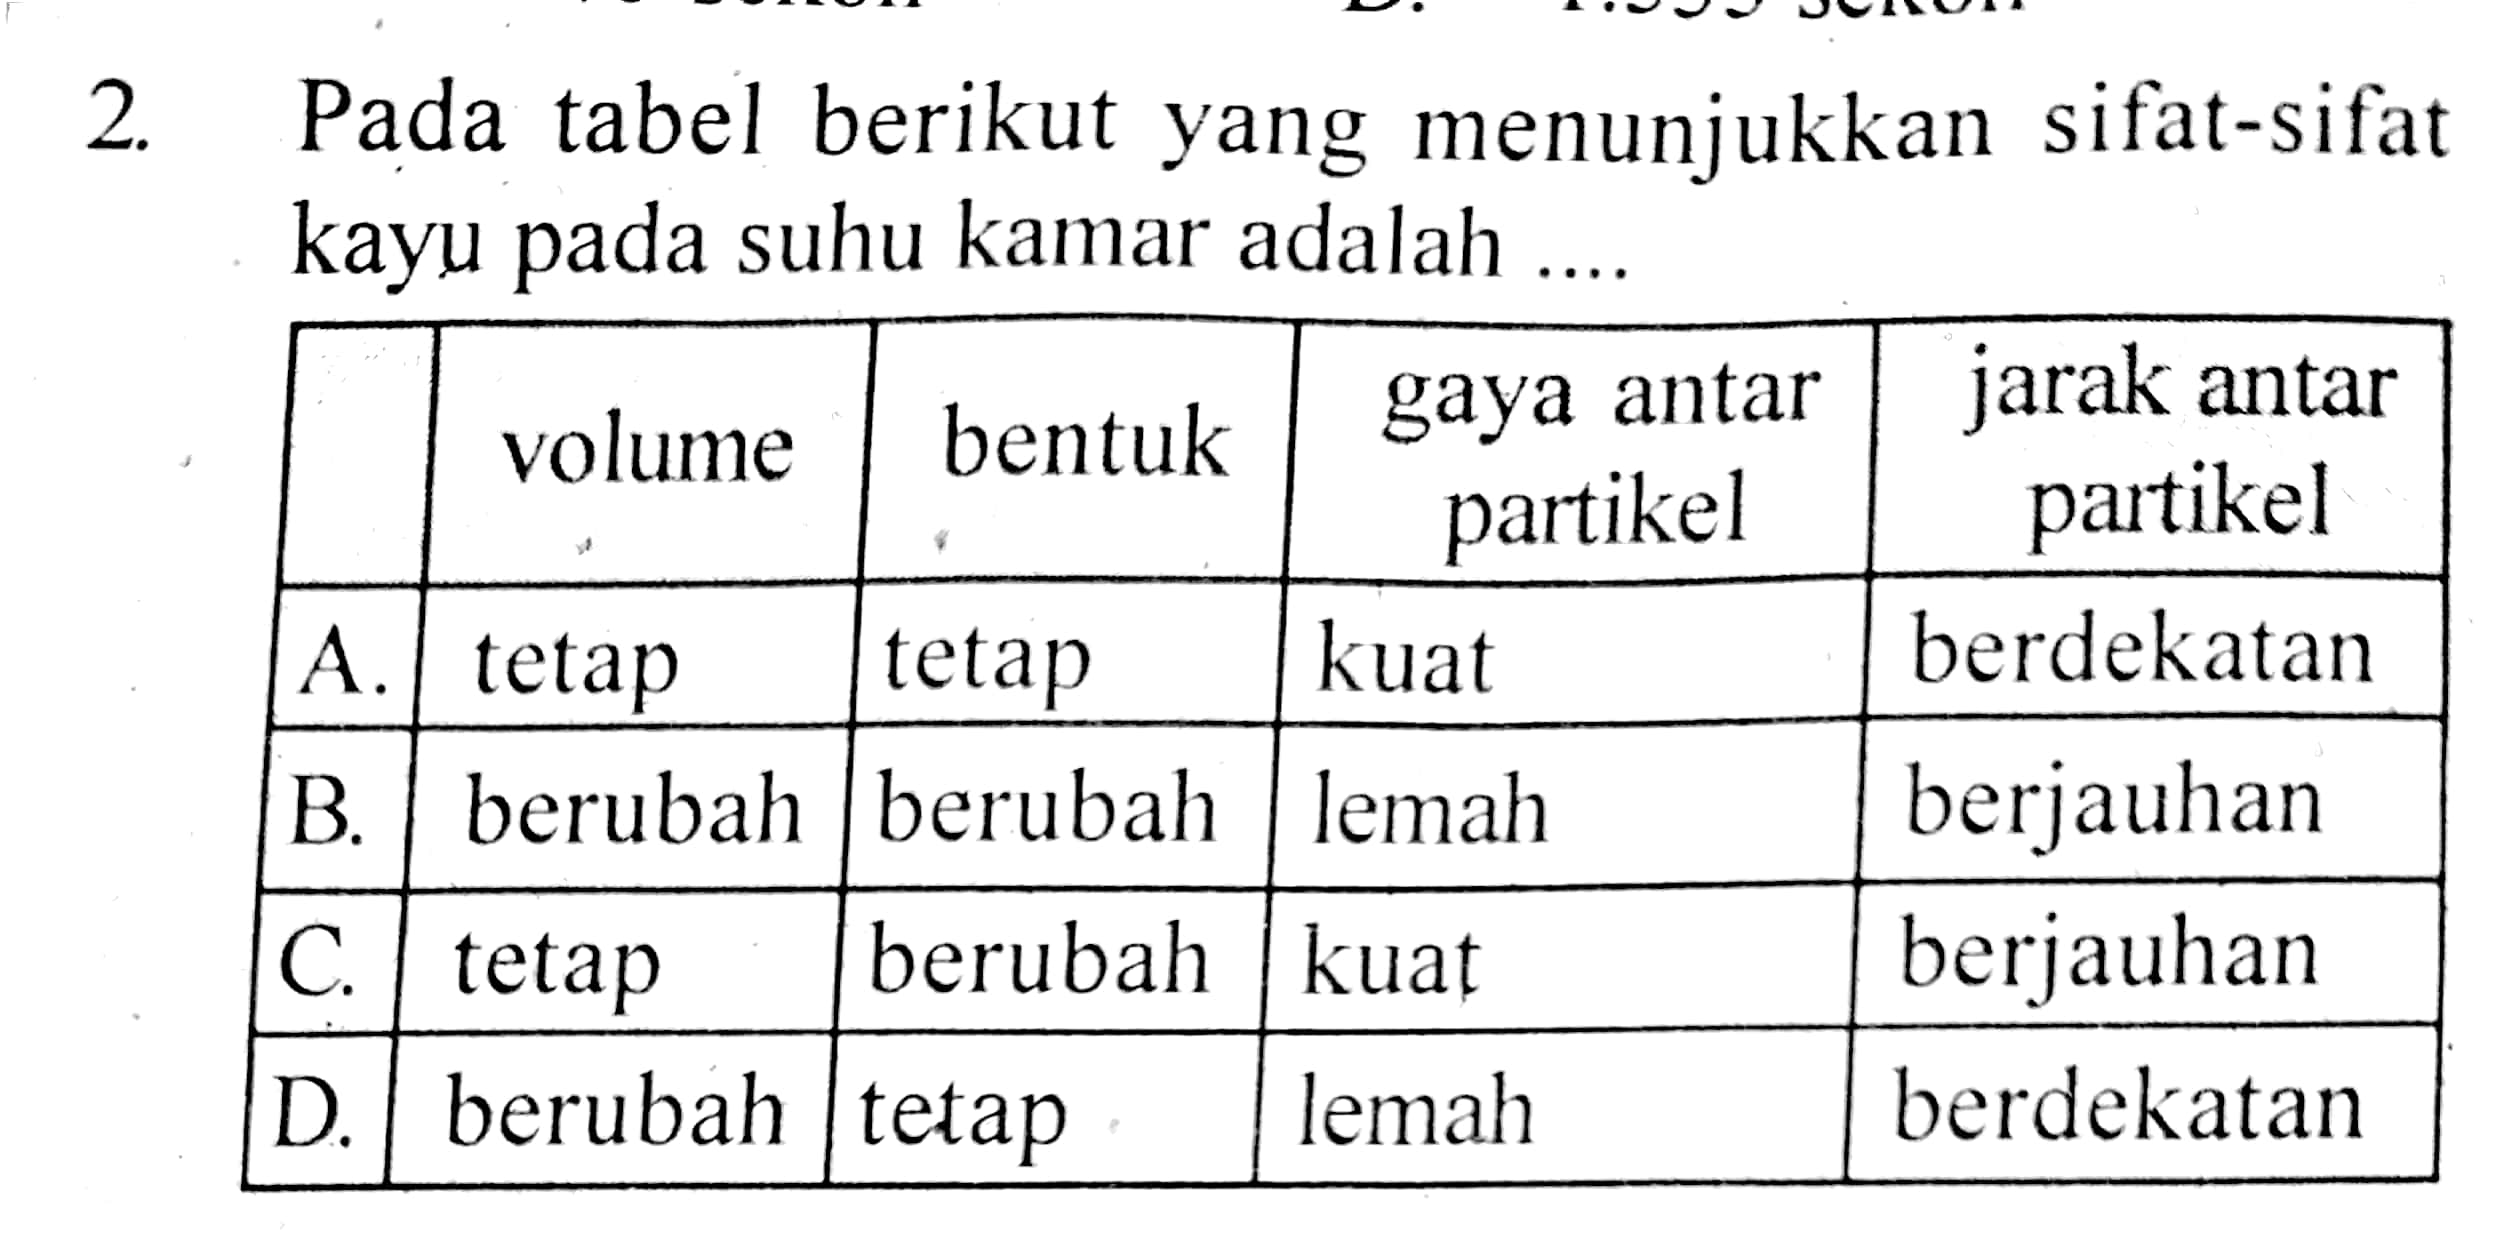 2. Pada tabel berikut yang menunjukkan sifat-sifat
kayu pada suhu kamar adalah ....
volume bentuk gaya antar partikel jarak antar partikel
A. tetap tetap kuat berdekatan
B. berubah berubah lemah berjauhan
C. tetap berubah kuat berjauhan
D. berubah tetap lemah berdekatan